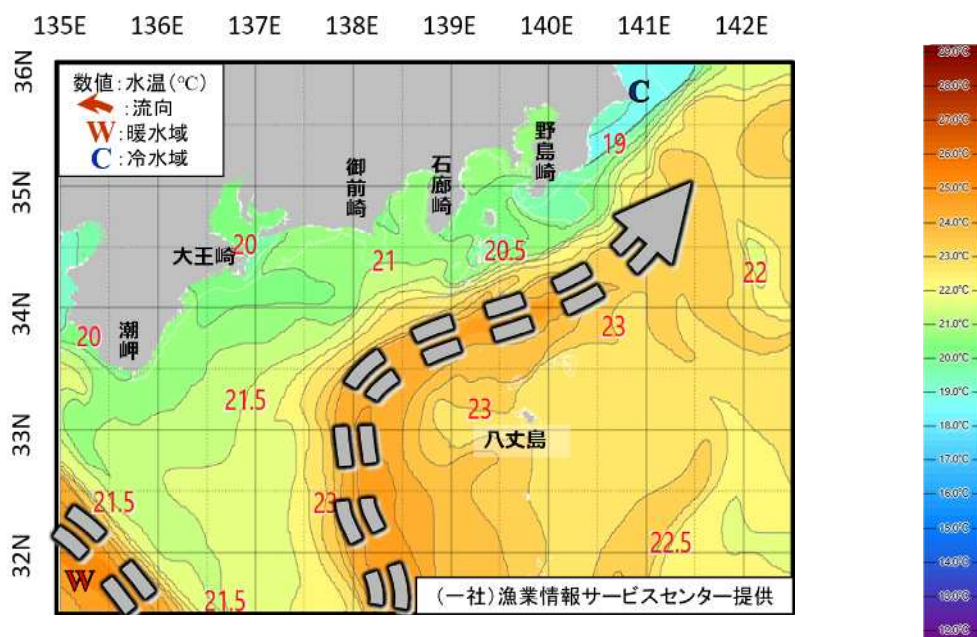 135E 136E 137E 138E 139E 140E 141E 142E
36N
35N
34N
33N
32N
数値:水温(℃)
:流向
W:暖水域
C:冷水域
C
19
野島崎
石廊崎
御前崎
大王崎
20
21
20.5
22
潮岬
20
23
21.5
23
八丈島
21.5
23
22.5
W
21.5
(一社)漁業情報サービスセンター提供
29.0°C
28.0°C
27.0°C
26.0°C
25.0°C
24.0°C
23.0°C
22.0°C
21.0°C
20.0°C
19.0°C
18.0°C
17.0°C
16.0°C
15.0°C
14.0°C
13.0°C
12.0°C